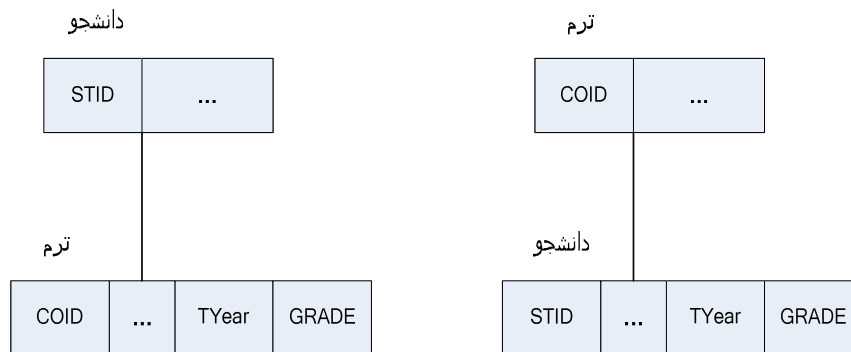 دانشجو
STID ...
ترم
COID ... TYear GRADE
ترم
COID ...
دانشجو
STID ... TYear GRADE